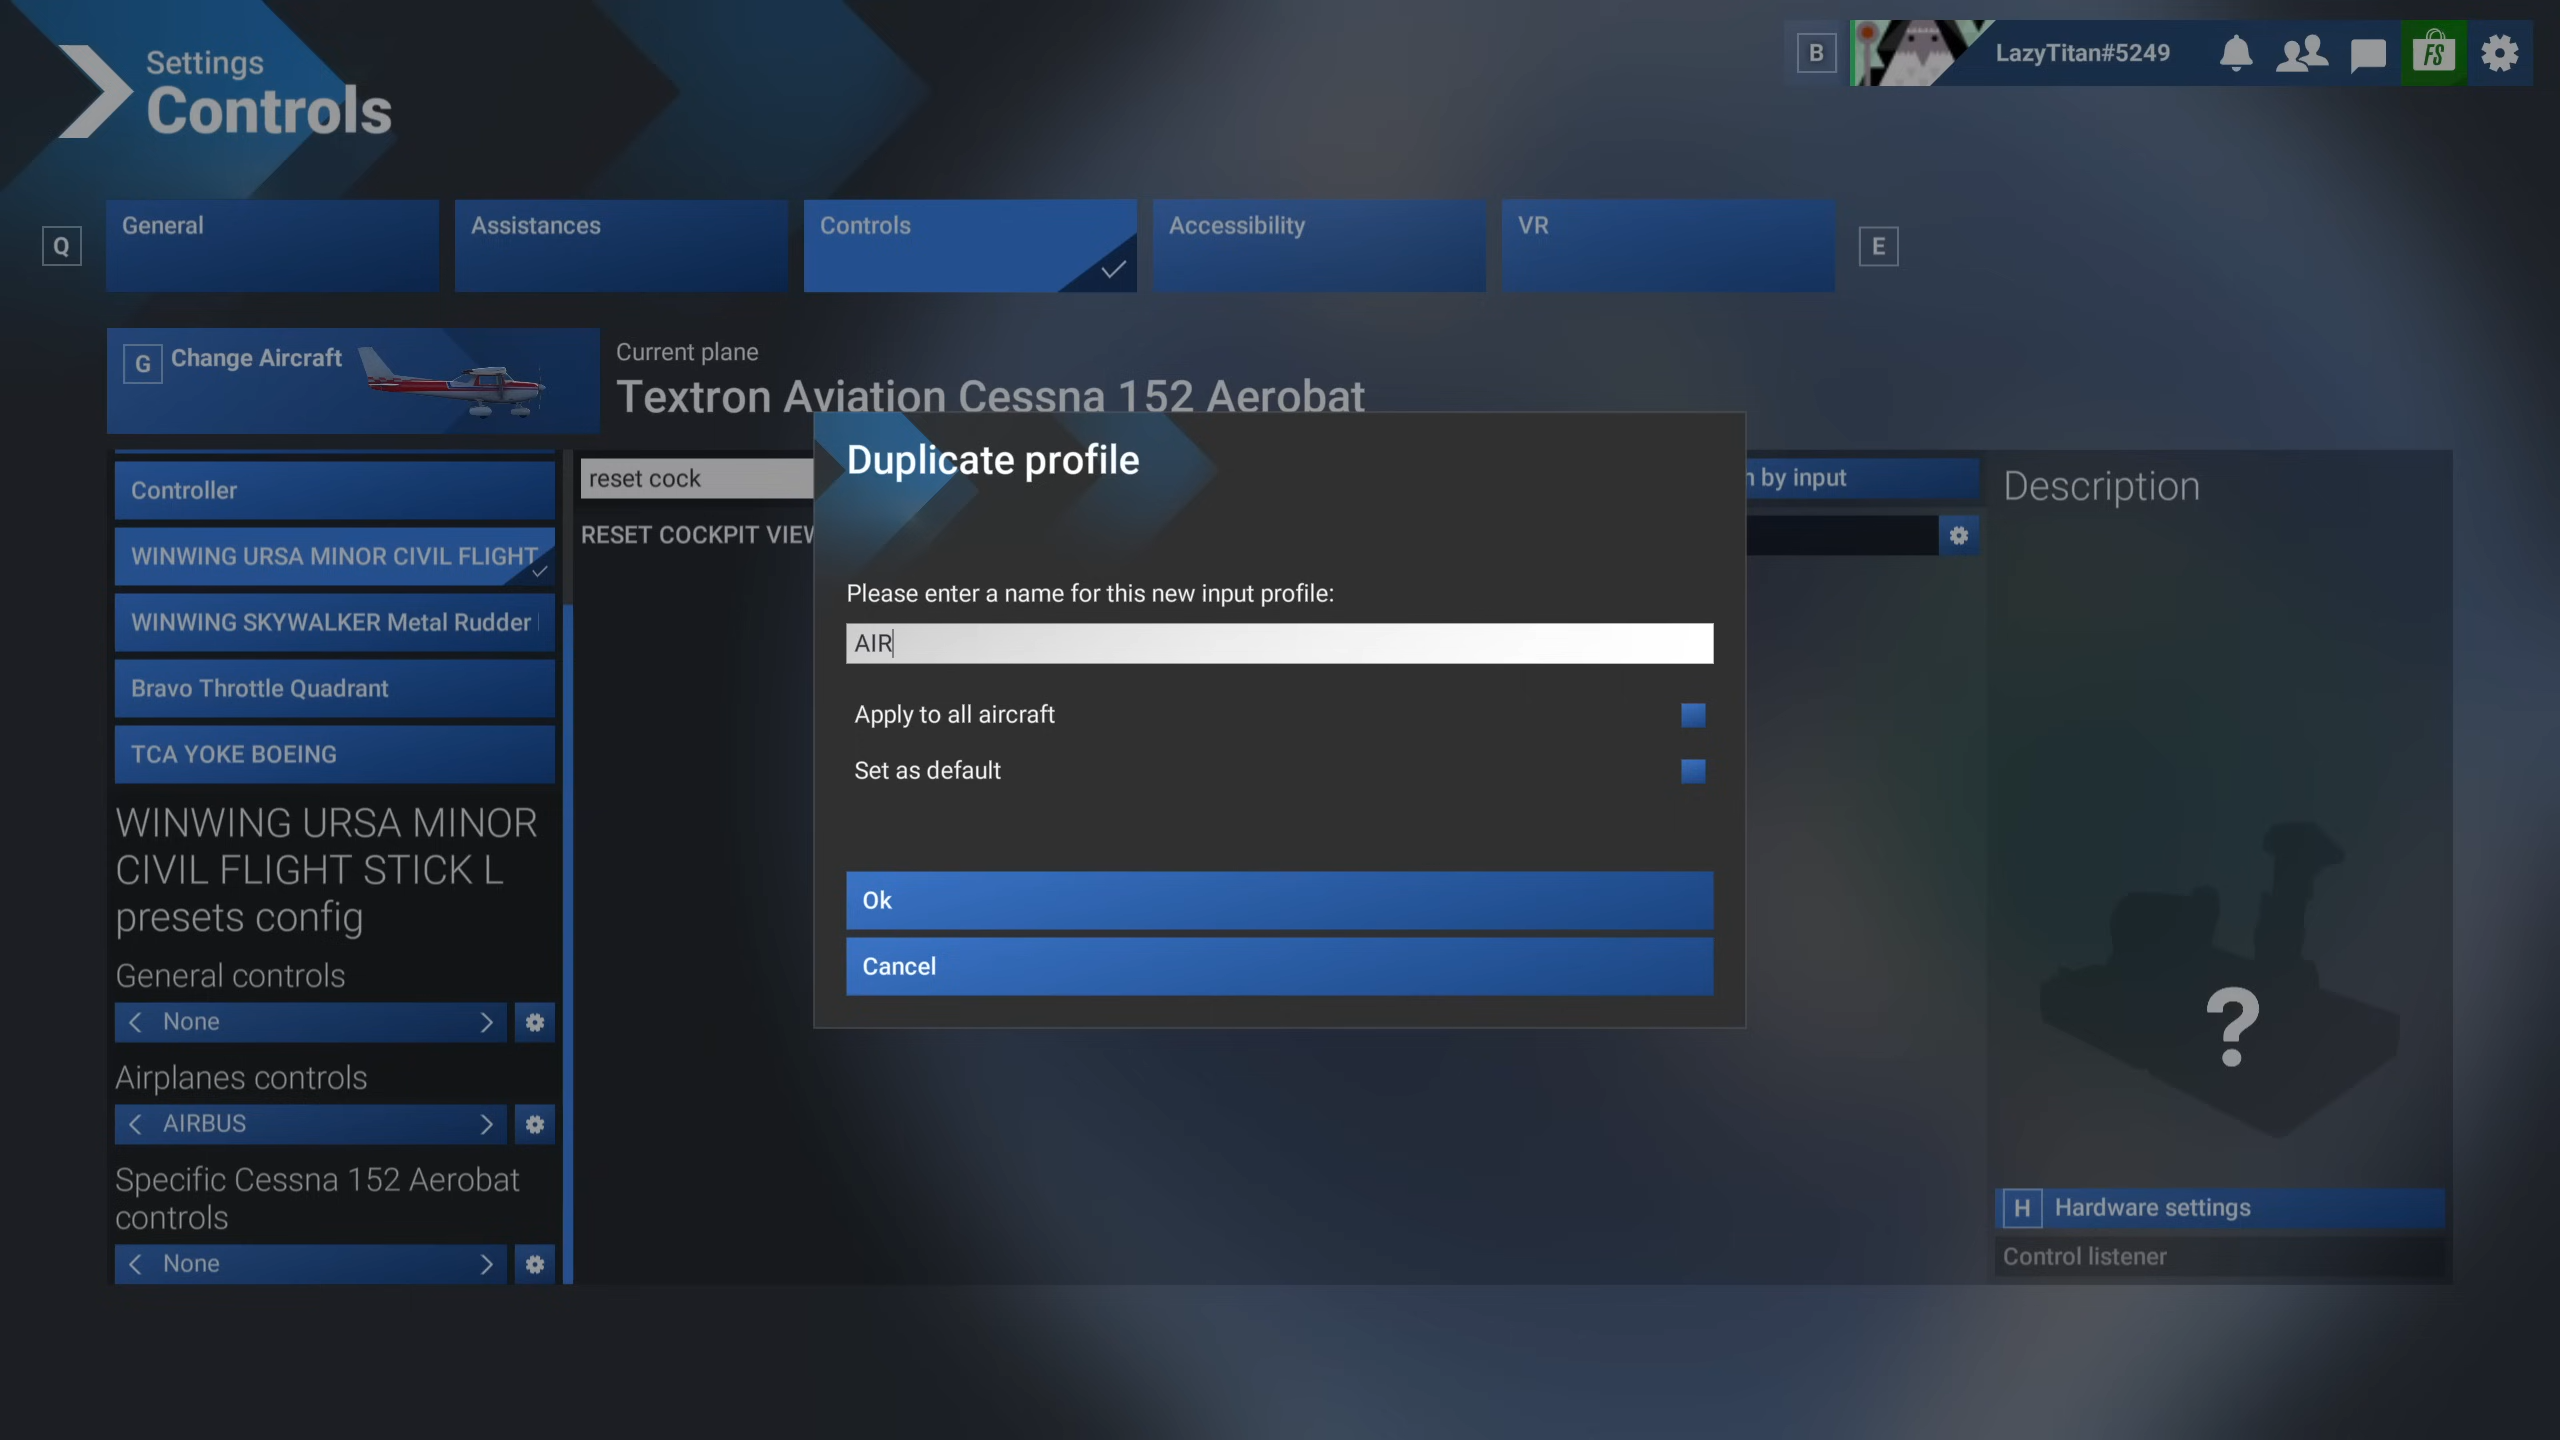 Settings
Controls
B
LazyTitan#5249
FS
Q
General
Assistances
Controls
Accessibility
VR
E
G
Change Aircraft
Current plane
Textron Aviation Cessna 152 Aerobat
Controller
WINWING URSA MINOR CIVIL FLIGHT
WINWING SKYWALKER Metal Rudder
Bravo Throttle Quadrant
TCA YOKE BOEING
WINWING URSA MINOR
CIVIL FLIGHT STICK L
presets config
General controls
None
Airplanes controls
AIRBUS
Specific Cessna 152 Aerobat
controls
None
reset cock
RESET COCKPIT VIEW
by input
Duplicate profile
Please enter a name for this new input profile:
AIR
Apply to all aircraft
Set as default
Ok
Cancel
Description
?
H
Hardware settings
Control listener